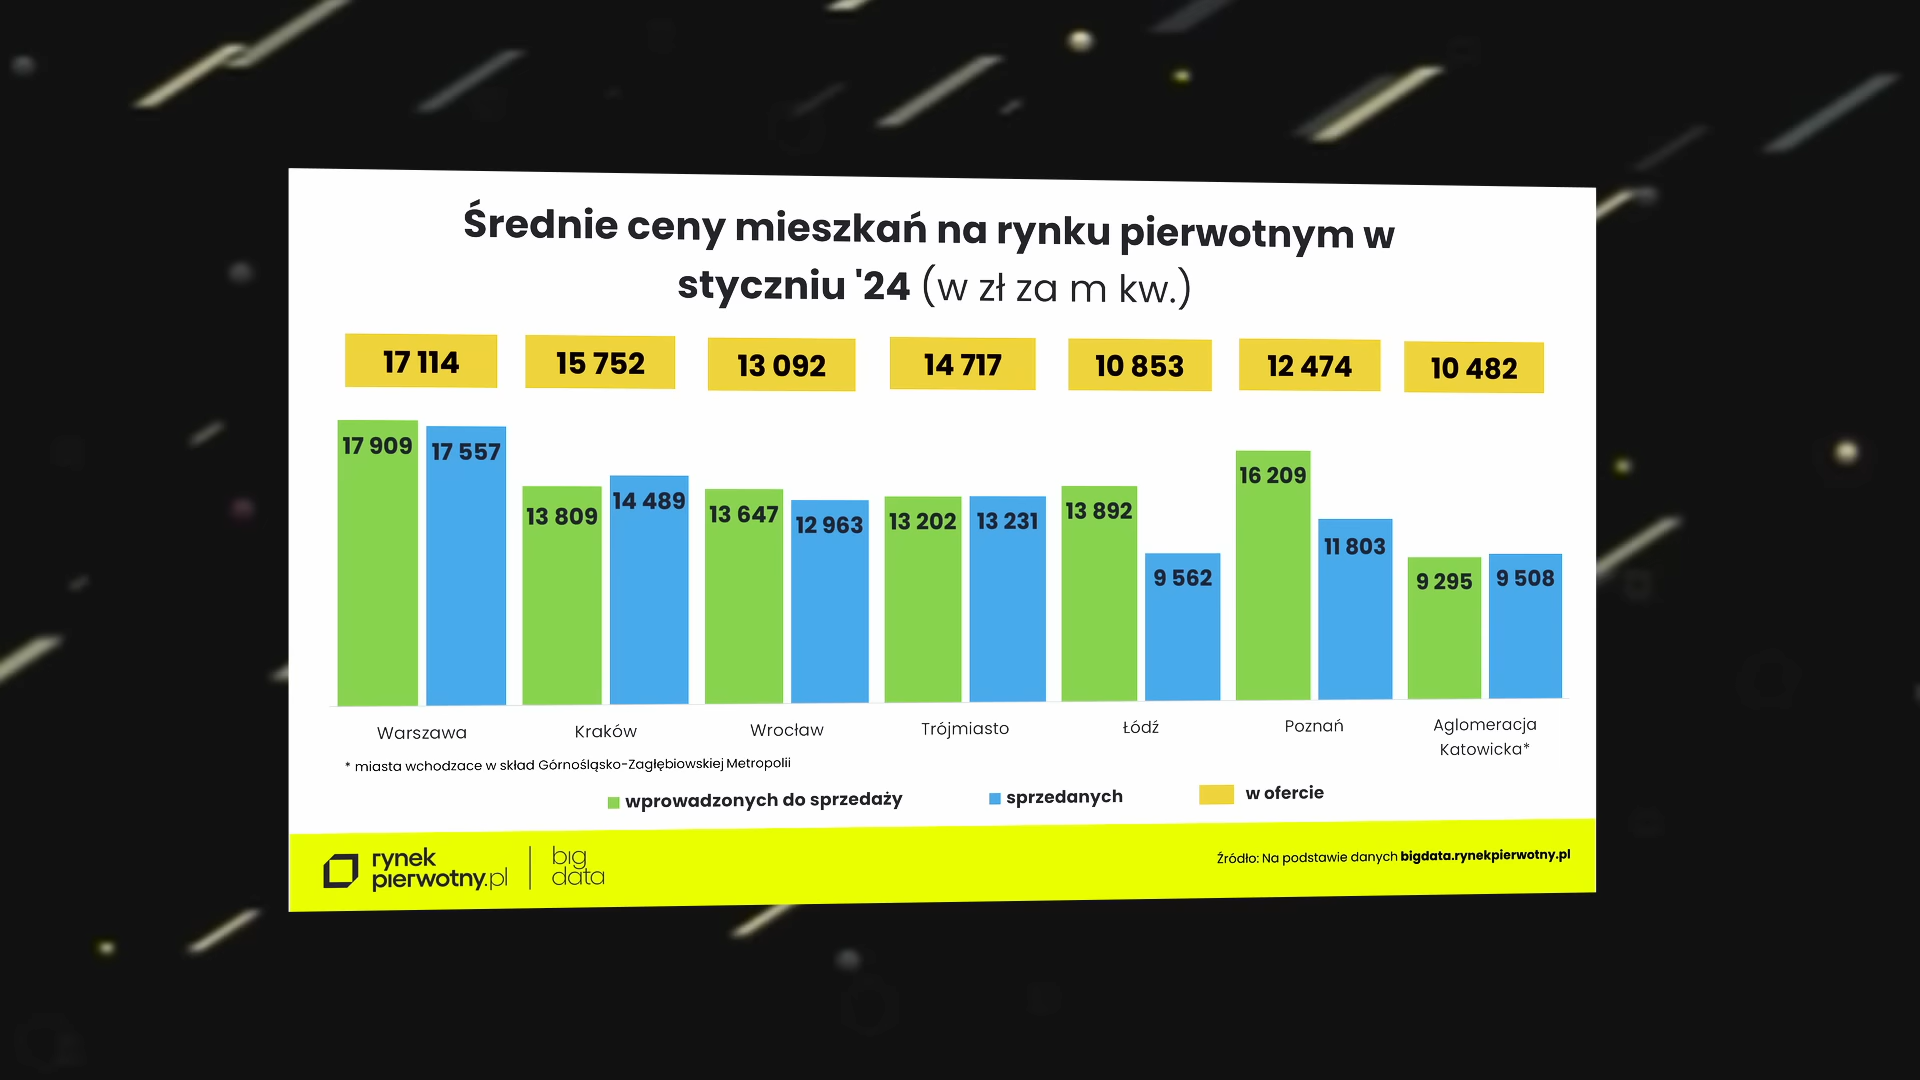 Średnie ceny mieszkań na rynku pierwotnym w
styczniu '24 (w zł za m kw.)
17 114 15 752 13 092 14 717 10 853 12 474 10 482
17 909 17 557 13 809 14 489 13 647 12 963 13 202 13 231 13 892 9 562 16 209 11 803 9 295 9 508
Warszawa Kraków Wrocław Trójmiasto Łódź Poznań Aglomeracja
Katowicka*
* miasta wchodzace w skład Górnośląsko-Zagłębiowskiej Metropolii
wprowadzonych do sprzedaży sprzedanych w ofercie
rynek
pierwotny.pl
big
data
Źródło: Na podstawie danych bigdata.rynekpierwotny.pl